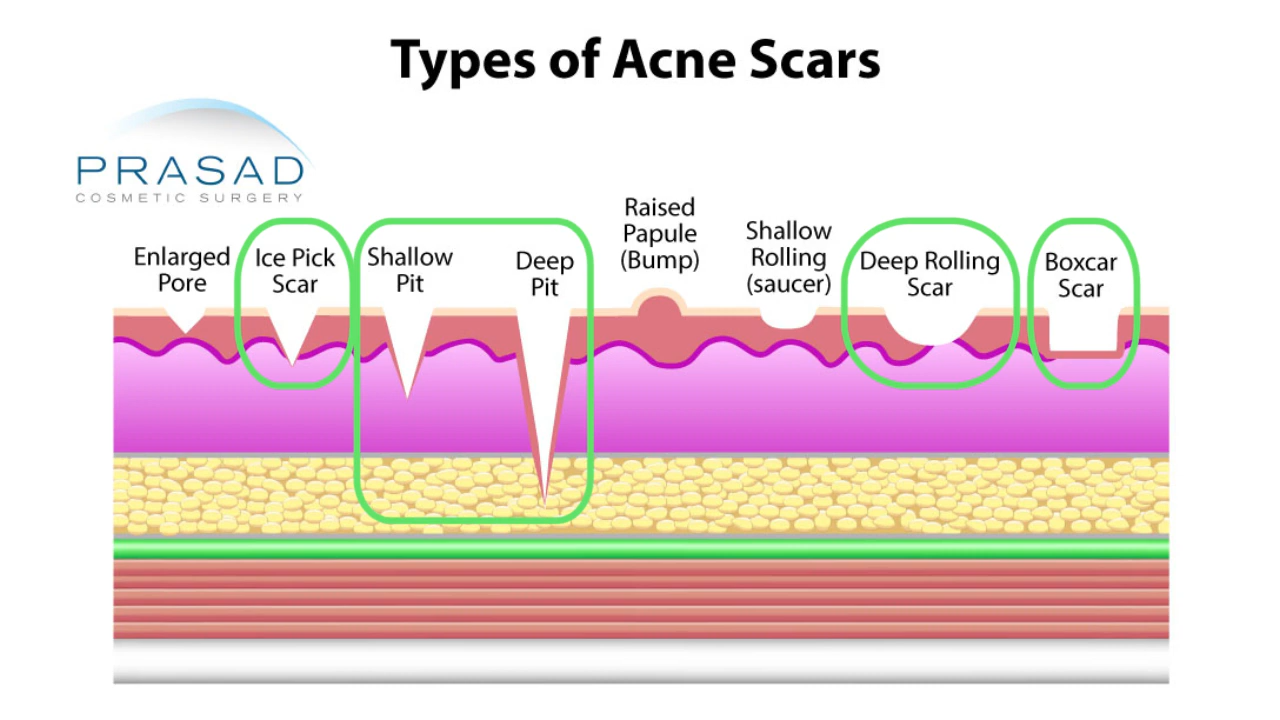 Types of Acne Scars
PRASAD
COSMETIC SURGERY
Enlarged
Pore
Ice Pick
Scar
Shallow
Pit
Deep
Pit
Raised
Papule
(Bump)
Shallow
Rolling
(saucer)
Deep Rolling
Scar
Boxcar
Scar